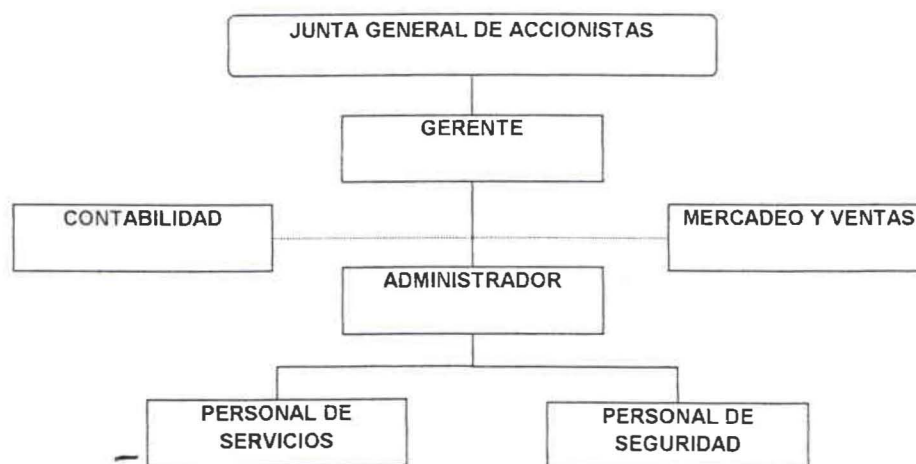 JUNTA GENERAL DE ACCIONISTAS
GERENTE
CONTABILIDAD
MERCADEO Y VENTAS
ADMINISTRADOR
PERSONAL DE
SERVICIOS
PERSONAL DE
SEGURIDAD